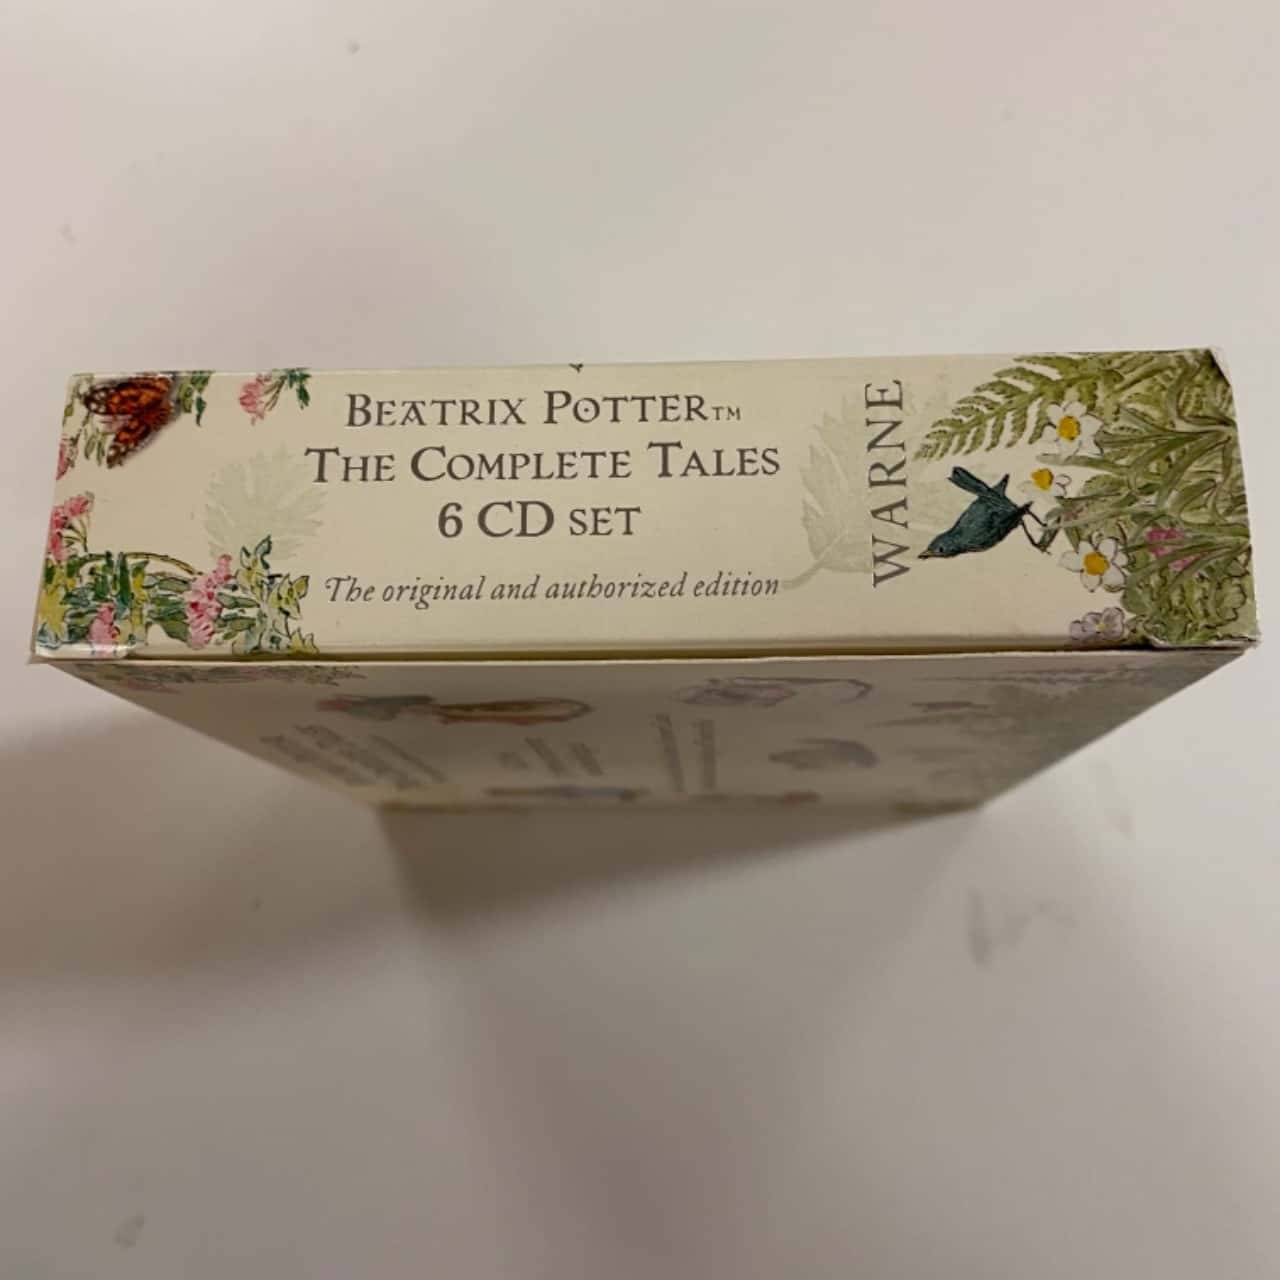 BEATRIX POTTER™
THE COMPLETE TALES
6 CD SET
The original and authorized edition
WARNE